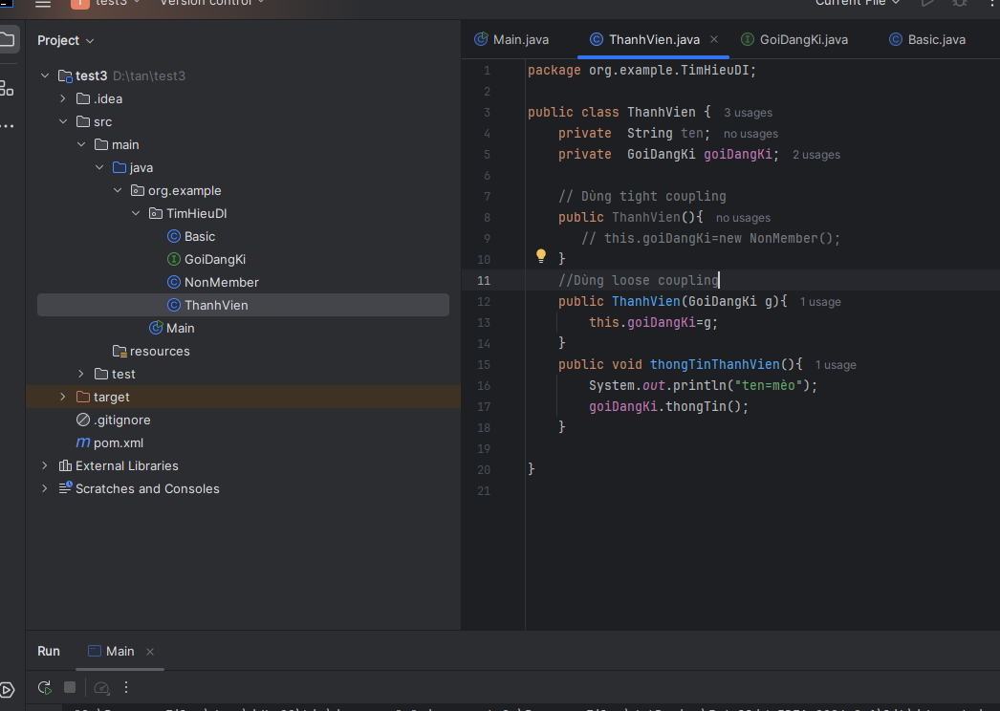 test3
Version control
Current File
Project
test3 D:\tan\test3
.idea
src
main
java
org.example
TimHieuDI
Basic
GoiDangKi
NonMember
ThanhVien
Main
resources
test
target
.gitignore
pom.xml
External Libraries
Scratches and Consoles
Main.java
ThanhVien.java
GoiDangKi.java
Basic.java
1 package org.example.TimHieuDI;
2
3 public class ThanhVien { 3 usages
4 private String ten; no usages
5 private GoiDangKi goiDangKi; 2 usages
6
7 // Dùng tight coupling
8 public ThanhVien(){ no usages
9 // this.goiDangKi=new NonMember();
10 }
11 //Dùng loose coupling
12 public ThanhVien(GoiDangKi g){ 1 usage
13 this.goiDangKi=g;
14 }
15 public void thongTinThanhVien(){ 1 usage
16 System.out.println("ten=mèo");
17 goiDangKi.thongTin();
18 }
19
20 }
21
Run
Main